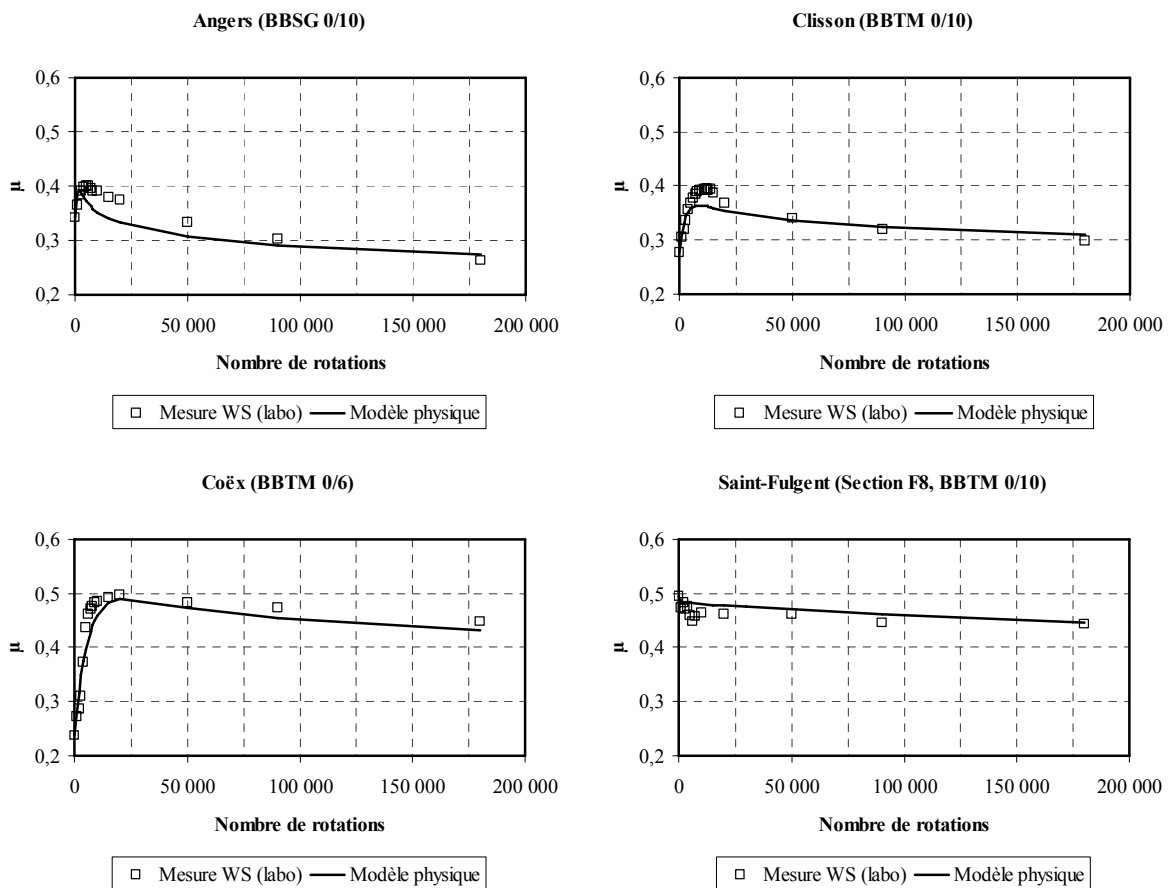 Angers (BBSG 0/10)
0,6
0,5
0,4
0,3
0,2
μ
0
50 000
100 000
150 000
200 000
Nombre de rotations
Mesure WS (labo)
Modèle physique
Clisson (BBTM 0/10)
0,6
0,5
0,4
0,3
0,2
μ
0
50 000
100 000
150 000
200 000
Nombre de rotations
Mesure WS (labo)
Modèle physique
Coëx (BBTM 0/6)
0,6
0,5
0,4
0,3
0,2
μ
0
50 000
100 000
150 000
200 000
Nombre de rotations
Mesure WS (labo)
Modèle physique
Saint-Fulgent (Section F8, BBTM 0/10)
0,6
0,5
0,4
0,3
0,2
μ
0
50 000
100 000
150 000
200 000
Nombre de rotations
Mesure WS (labo)
Modèle physique